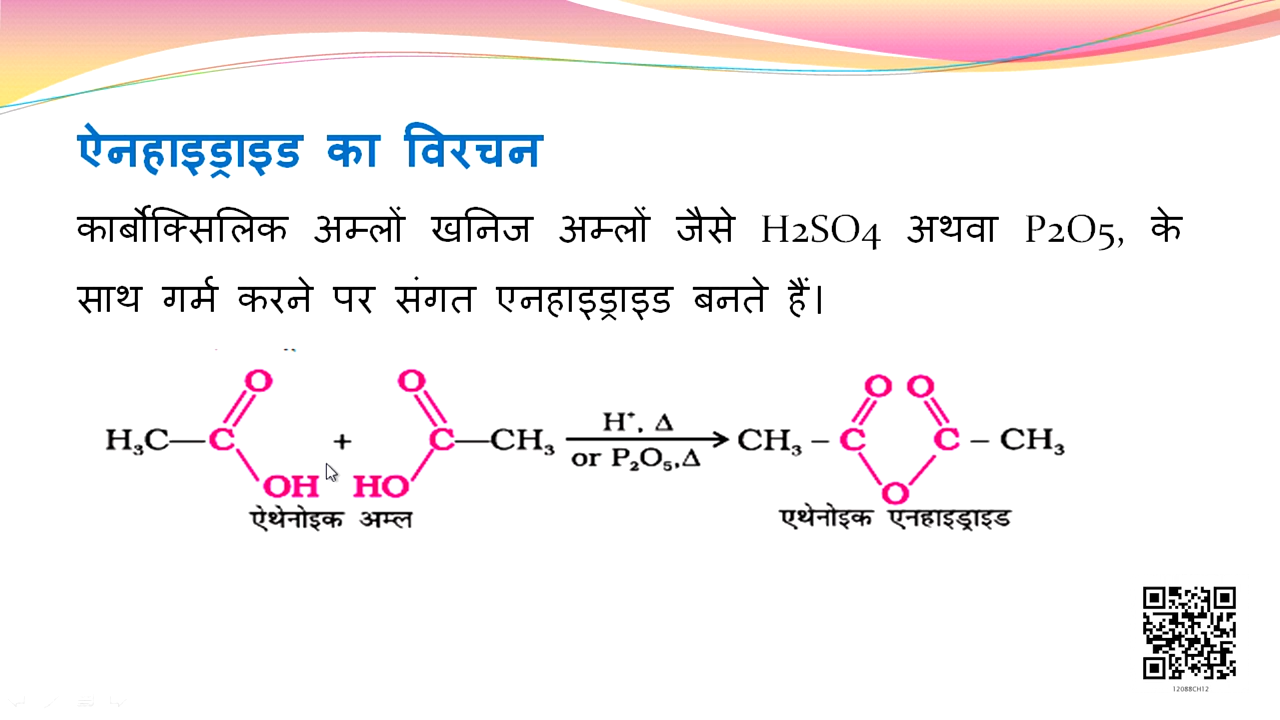 ऐनहाइड्राइड का विरचन
कार्बोक्सिलिक अम्लों खनिज अम्लों जैसे H2SO4 अथवा P2O5, के
साथ गर्म करने पर संगत एनहाइड्राइड बनते हैं।
O O O O
H₃C—C + C—CH₃ H⁺, Δ CH₃ – C C – CH₃
or P₂O₅,Δ
OH HO O
ऐथेनोइक अम्ल एथेनोइक एनहाइड्राइड
12088CH12